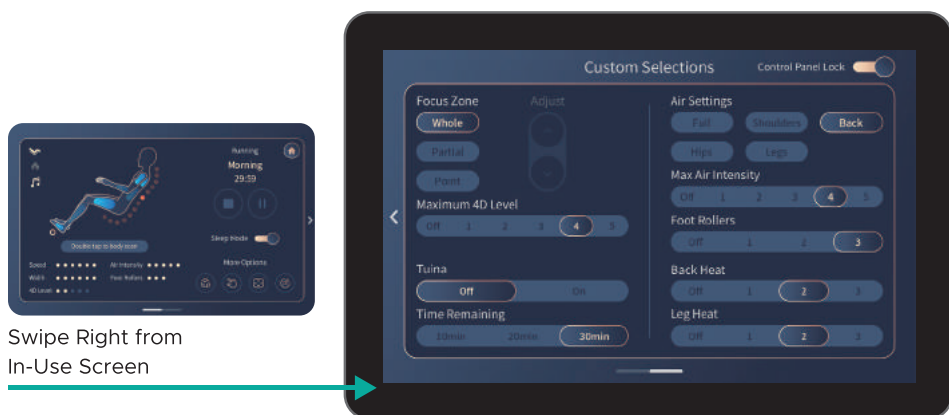 Running
Morning
29:59
Sleep Mode
Double tap to body scan
More Options
Speed
Air Intensity
Width
Foot Rollers
4D Level
Swipe Right from
In-Use Screen
Custom Selections
Control Panel Lock
Focus Zone
Adjust
Whole
Partial
Point
Maximum 4D Level
Off 1 2 3 4 5
Tuina
Off On
Time Remaining
10min 20min 30min
Air Settings
Full Shoulders Back
Hips Legs
Max Air Intensity
Off 1 2 3 4 5
Foot Rollers
Off 1 2 3
Back Heat
Off 1 2 3
Leg Heat
Off 1 2 3